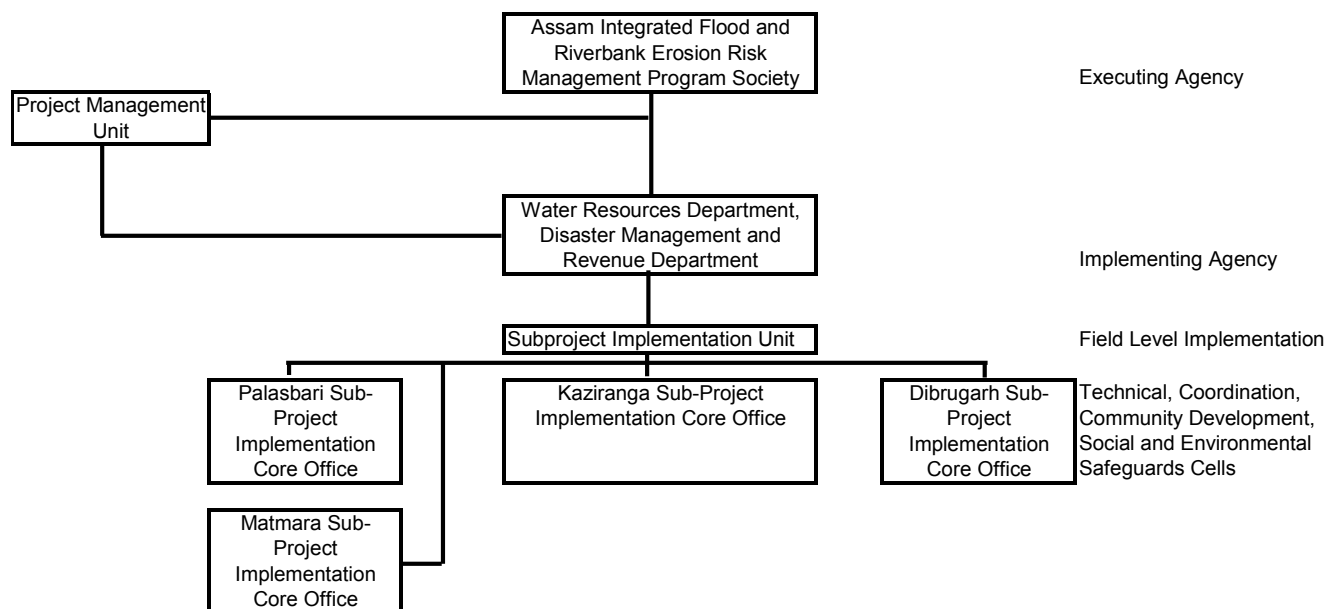 Assam Integrated Flood and
Riverbank Erosion Risk
Management Program Society
Executing Agency
Project Management
Unit
Water Resources Department,
Disaster Management and
Revenue Department
Implementing Agency
Subproject Implementation Unit
Field Level Implementation
Palasbari Sub-
Project
Implementation
Core Office
Kaziranga Sub-Project
Implementation Core Office
Dibrugarh Sub-
Project
Implementation
Core Office
Technical, Coordination,
Community Development,
Social and Environmental
Safeguards Cells
Matmara Sub-
Project
Implementation
Core Office